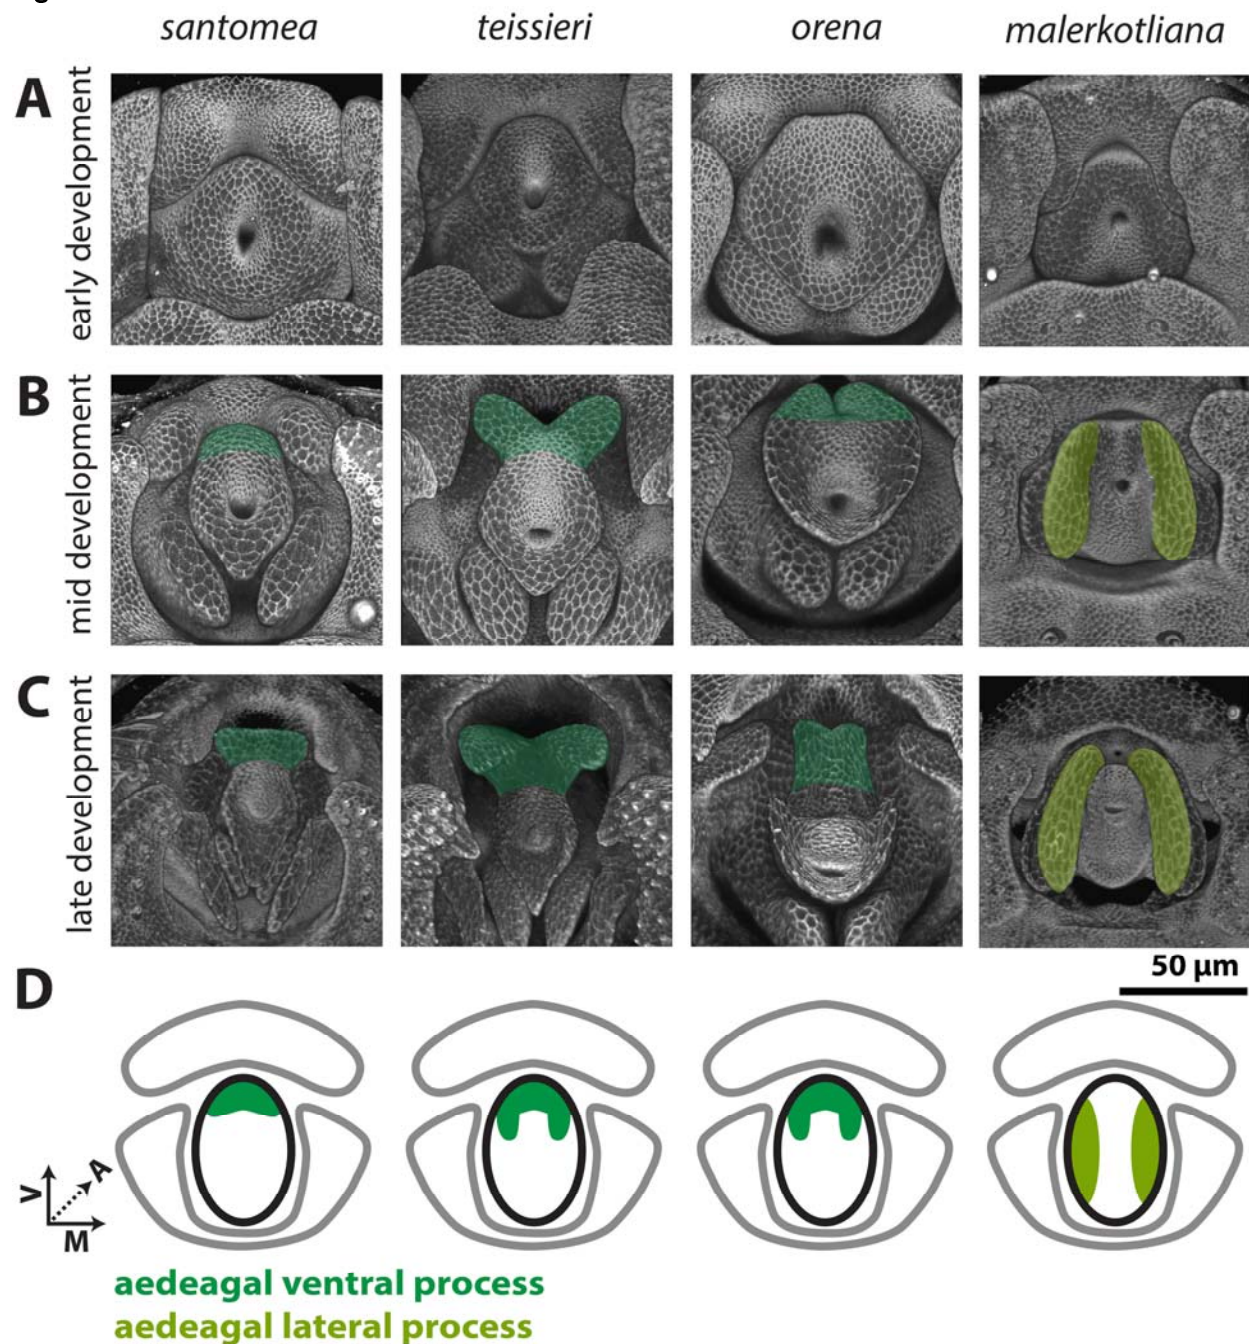 santomea teissieri orena malerkotliana
A early development
B mid development
C late development
50 µm
D
V A
M
aedeagal ventral process
aedeagal lateral process